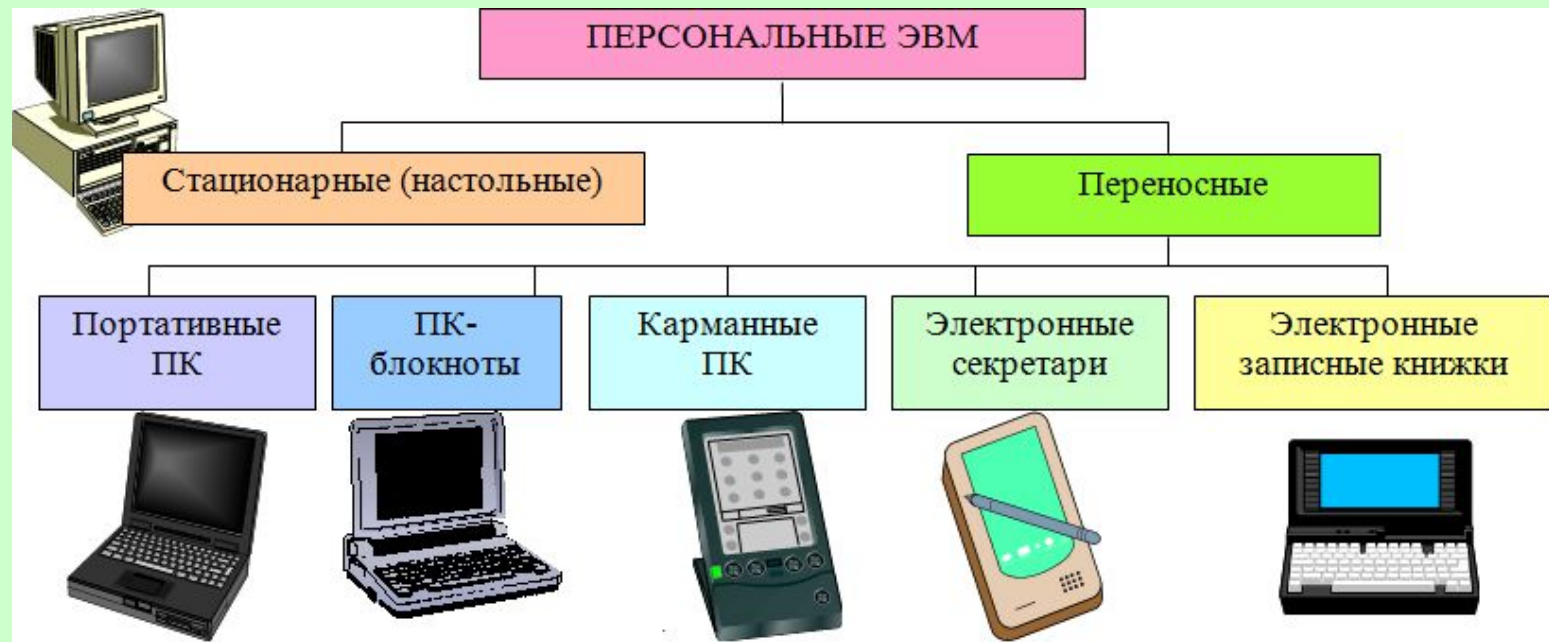 ПЕРСОНАЛЬНЫЕ ЭВМ
Стационарные (настольные)
Переносные
Портативные
ПК
ПК-
блокноты
Карманные
ПК
Электронные
секретари
Электронные
записные книжки